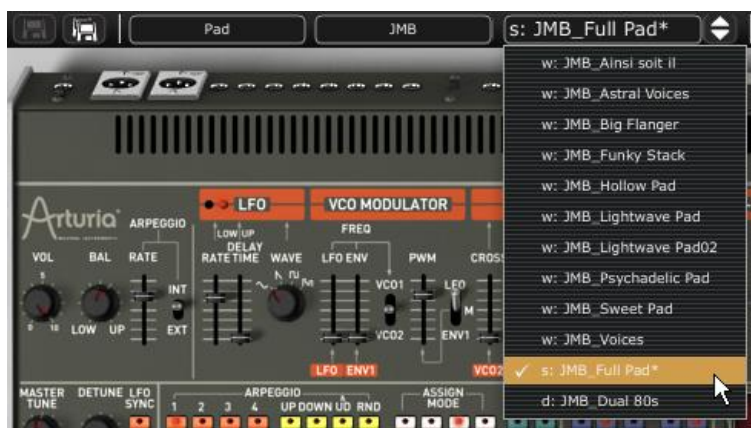 Pad
JMB
s: JMB_Full Pad*
w: JMB_Ainsi soit il
w: JMB_Astral Voices
w: JMB_Big Flanger
w: JMB_Funky Stack
w: JMB_Hollow Pad
w: JMB_Lightwave Pad
w: JMB_Lightwave Pad02
w: JMB_Psychadelic Pad
w: JMB_Sweet Pad
w: JMB_Voices
s: JMB_Full Pad*
d: JMB_Dual 80s
LFO
VCO MODULATOR
Arturia
ARPEGGIO
LOW UP
FREQ
DELAY
VOL BAL RATE RATE TIME WAVE LFO ENV PWM CROSS
5
INT
VCO1 LFO
M
0 10 LOW UP EXT VCO2 ENV1
LFO ENV1 VCO2
MASTER TUNE DETUNE LFO SYNC
ARPEGGIO
ASSIGN MODE
1 2 3 4 UP DOWN UD RND